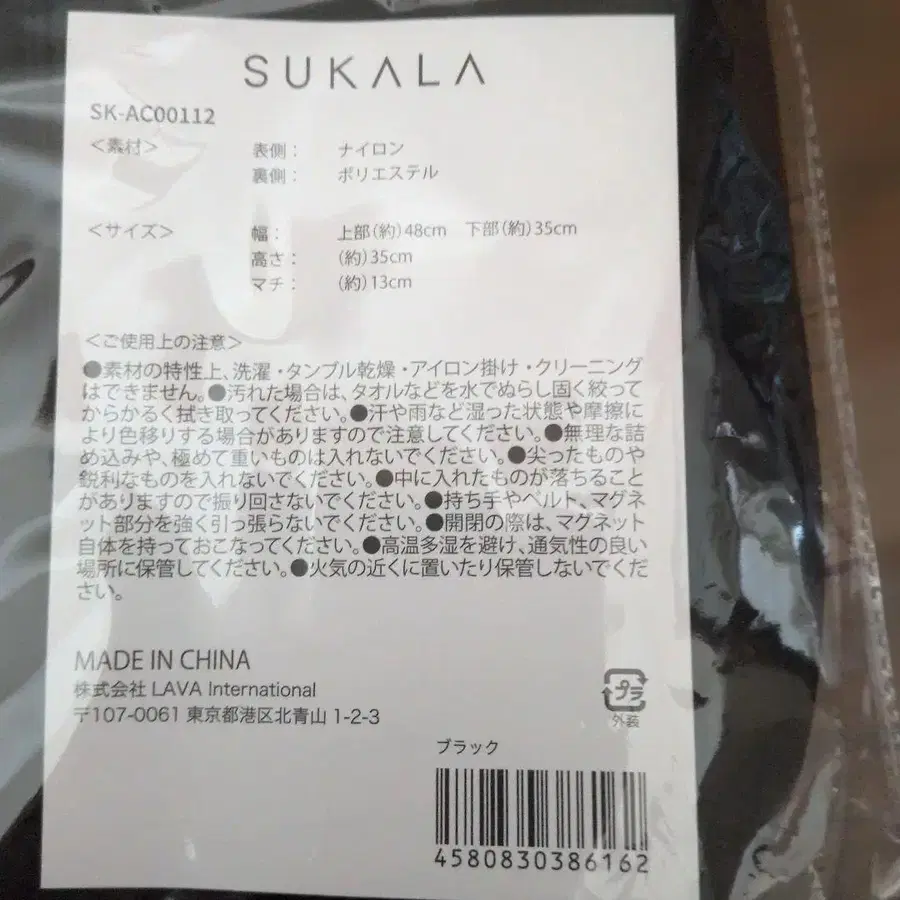 SUKALA
SK-AC00112
＜素材＞ 表側： ナイロン
裏側： ポリエステル
＜サイズ＞ 幅： 上部(約)48cm 下部(約)35cm
高さ： (約)35cm
マチ： (約)13cm
＜ご使用上の注意＞
●素材の特性上、洗濯・タンブル乾燥・アイロン掛け・クリーニング
はできません。●汚れた場合は、タオルなどを水でぬらし固く絞って
からかるく拭き取ってください。●汗や雨など湿った状態や摩擦に
より色移りする場合がありますので注意してください。●無理な詰
め込みや、極めて重いものは入れないでください。●尖ったものや
鋭利なものを入れないでください。●中に入れたものが落ちること
がありますので振り回さないでください。●持ち手やベルト、マグネ
ット部分を強く引っ張らないでください。●開閉の際は、マグネット
自体を持っておこなってください。●高温多湿を避け、通気性の良い
場所に保管してください。●火気の近くに置いたり保管しないでくだ
さい。
MADE IN CHINA
株式会社 LAVA International
〒107-0061 東京都港区北青山 1-2-3
プラ
外装
ブラック
4580830386162